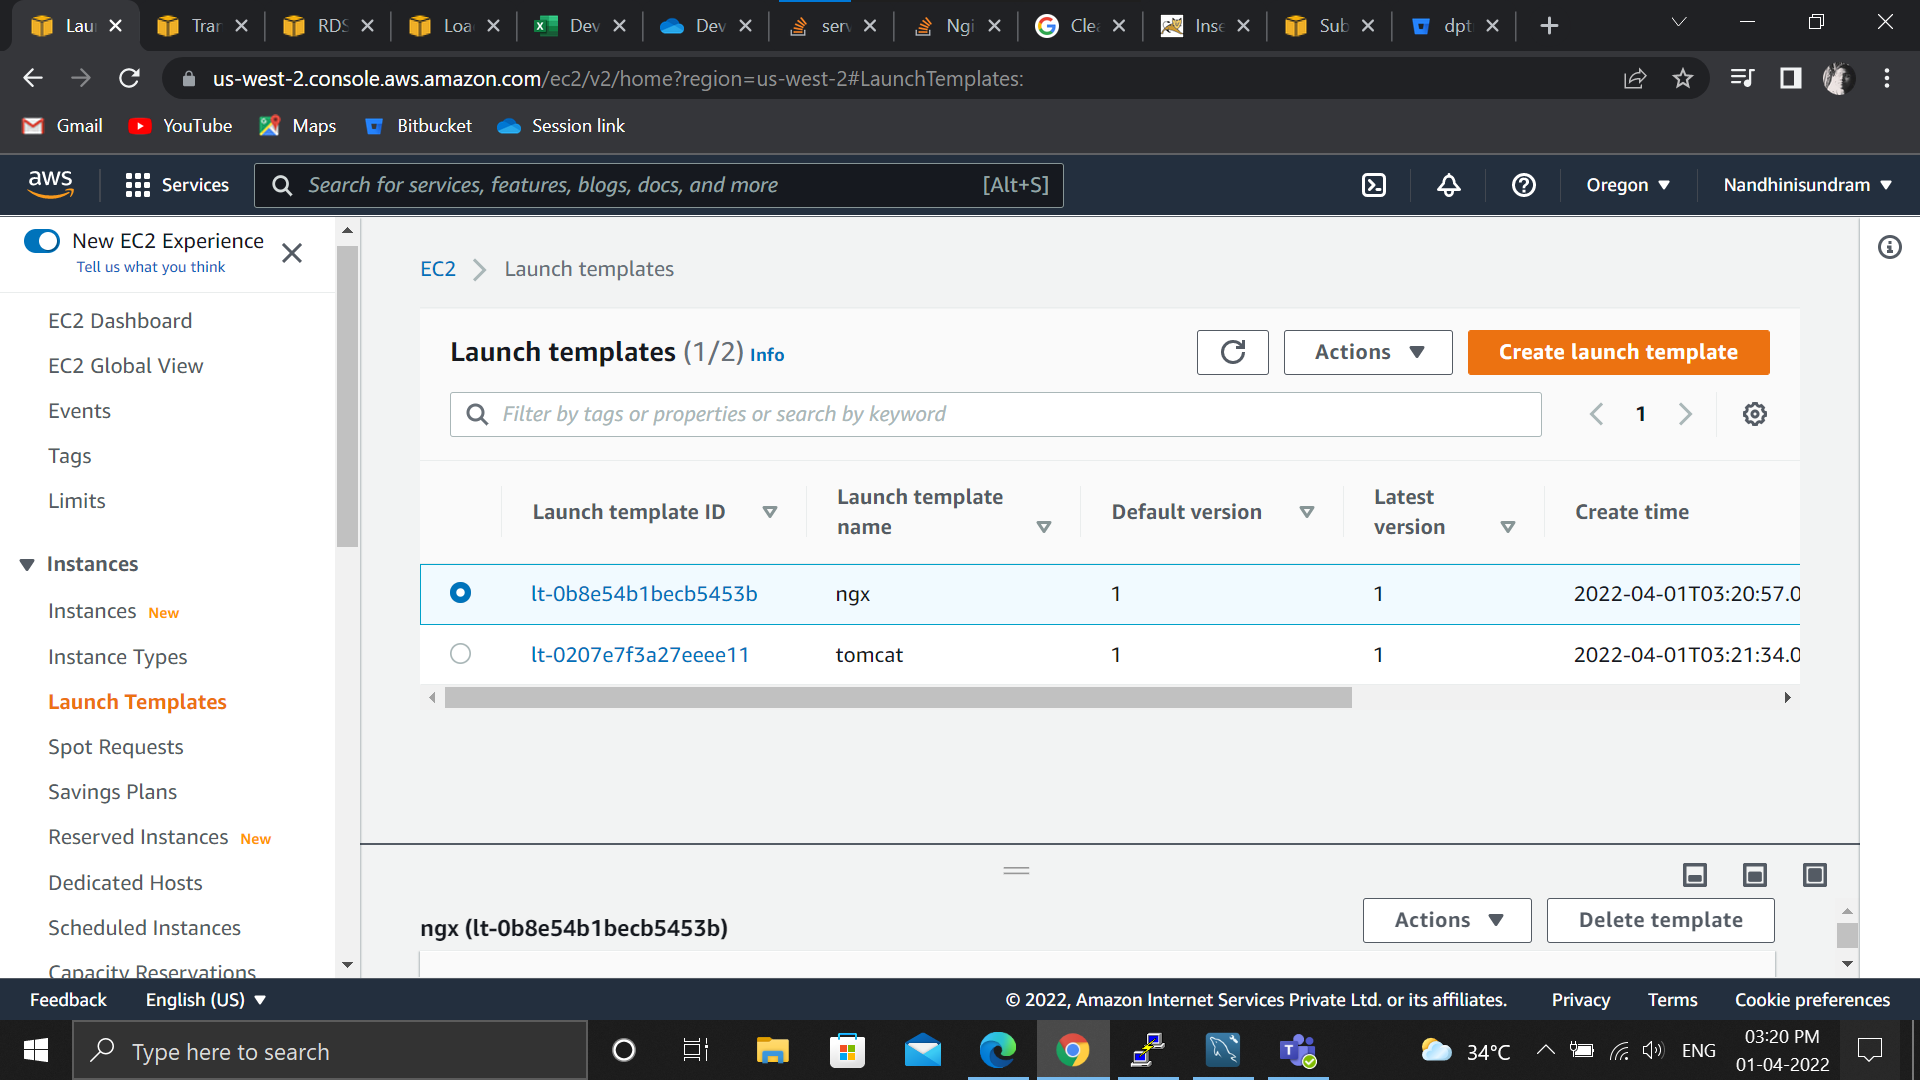 Lau
Tra
RDS
Loa
Dev
Dev
serv
Ngi
Cle
Inse
Sub
dpt
us-west-2.console.aws.amazon.com/ec2/v2/home?region=us-west-2#LaunchTemplates:
Gmail
YouTube
Maps
Bitbucket
Session link
aws
Services
Search for services, features, blogs, docs, and more
[Alt+S]
Oregon
Nandhinisundram
New EC2 Experience
Tell us what you think
EC2 Dashboard
EC2 Global View
Events
Tags
Limits
Instances
Instances New
Instance Types
Launch Templates
Spot Requests
Savings Plans
Reserved Instances New
Dedicated Hosts
Scheduled Instances
Capacity Reservations
EC2 > Launch templates
Launch templates (1/2) Info
Actions
Create launch template
Filter by tags or properties or search by keyword
1
Launch template ID
Launch template name
Default version
Latest version
Create time
lt-0b8e54b1becb5453b ngx 1 1 2022-04-01T03:20:57.0
lt-0207e7f3a27eeee11 tomcat 1 1 2022-04-01T03:21:34.0
ngx (lt-0b8e54b1becb5453b)
Actions
Delete template
Feedback
English (US)
© 2022, Amazon Internet Services Private Ltd. or its affiliates.
Privacy
Terms
Cookie preferences
Type here to search
34°C
ENG
03:20 PM
01-04-2022